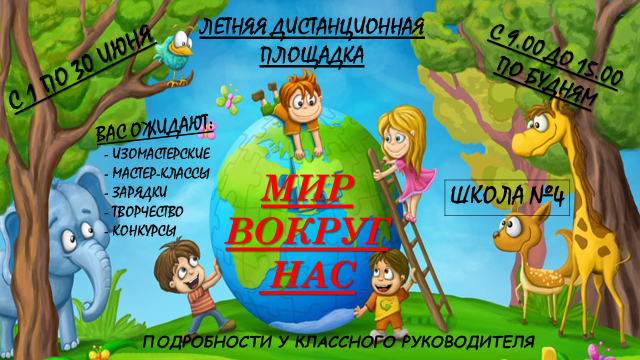 ЛЕТНЯЯ ДИСТАНЦИОННАЯ
ПЛОЩАДКА
С 1 ПО 30 ИЮНЯ
С 9.00 ДО 15.00
ПО БУДНЯМ
ВАС ОЖИДАЮТ:
- ИЗОМАСТЕРСКИЕ
- МАСТЕР-КЛАССЫ
- ЗАРЯДКИ
- ТВОРЧЕСТВО
- КОНКУРСЫ
МИР
ВОКРУГ
НАС
ШКОЛА №4
ПОДРОБНОСТИ У КЛАССНОГО РУКОВОДИТЕЛЯ